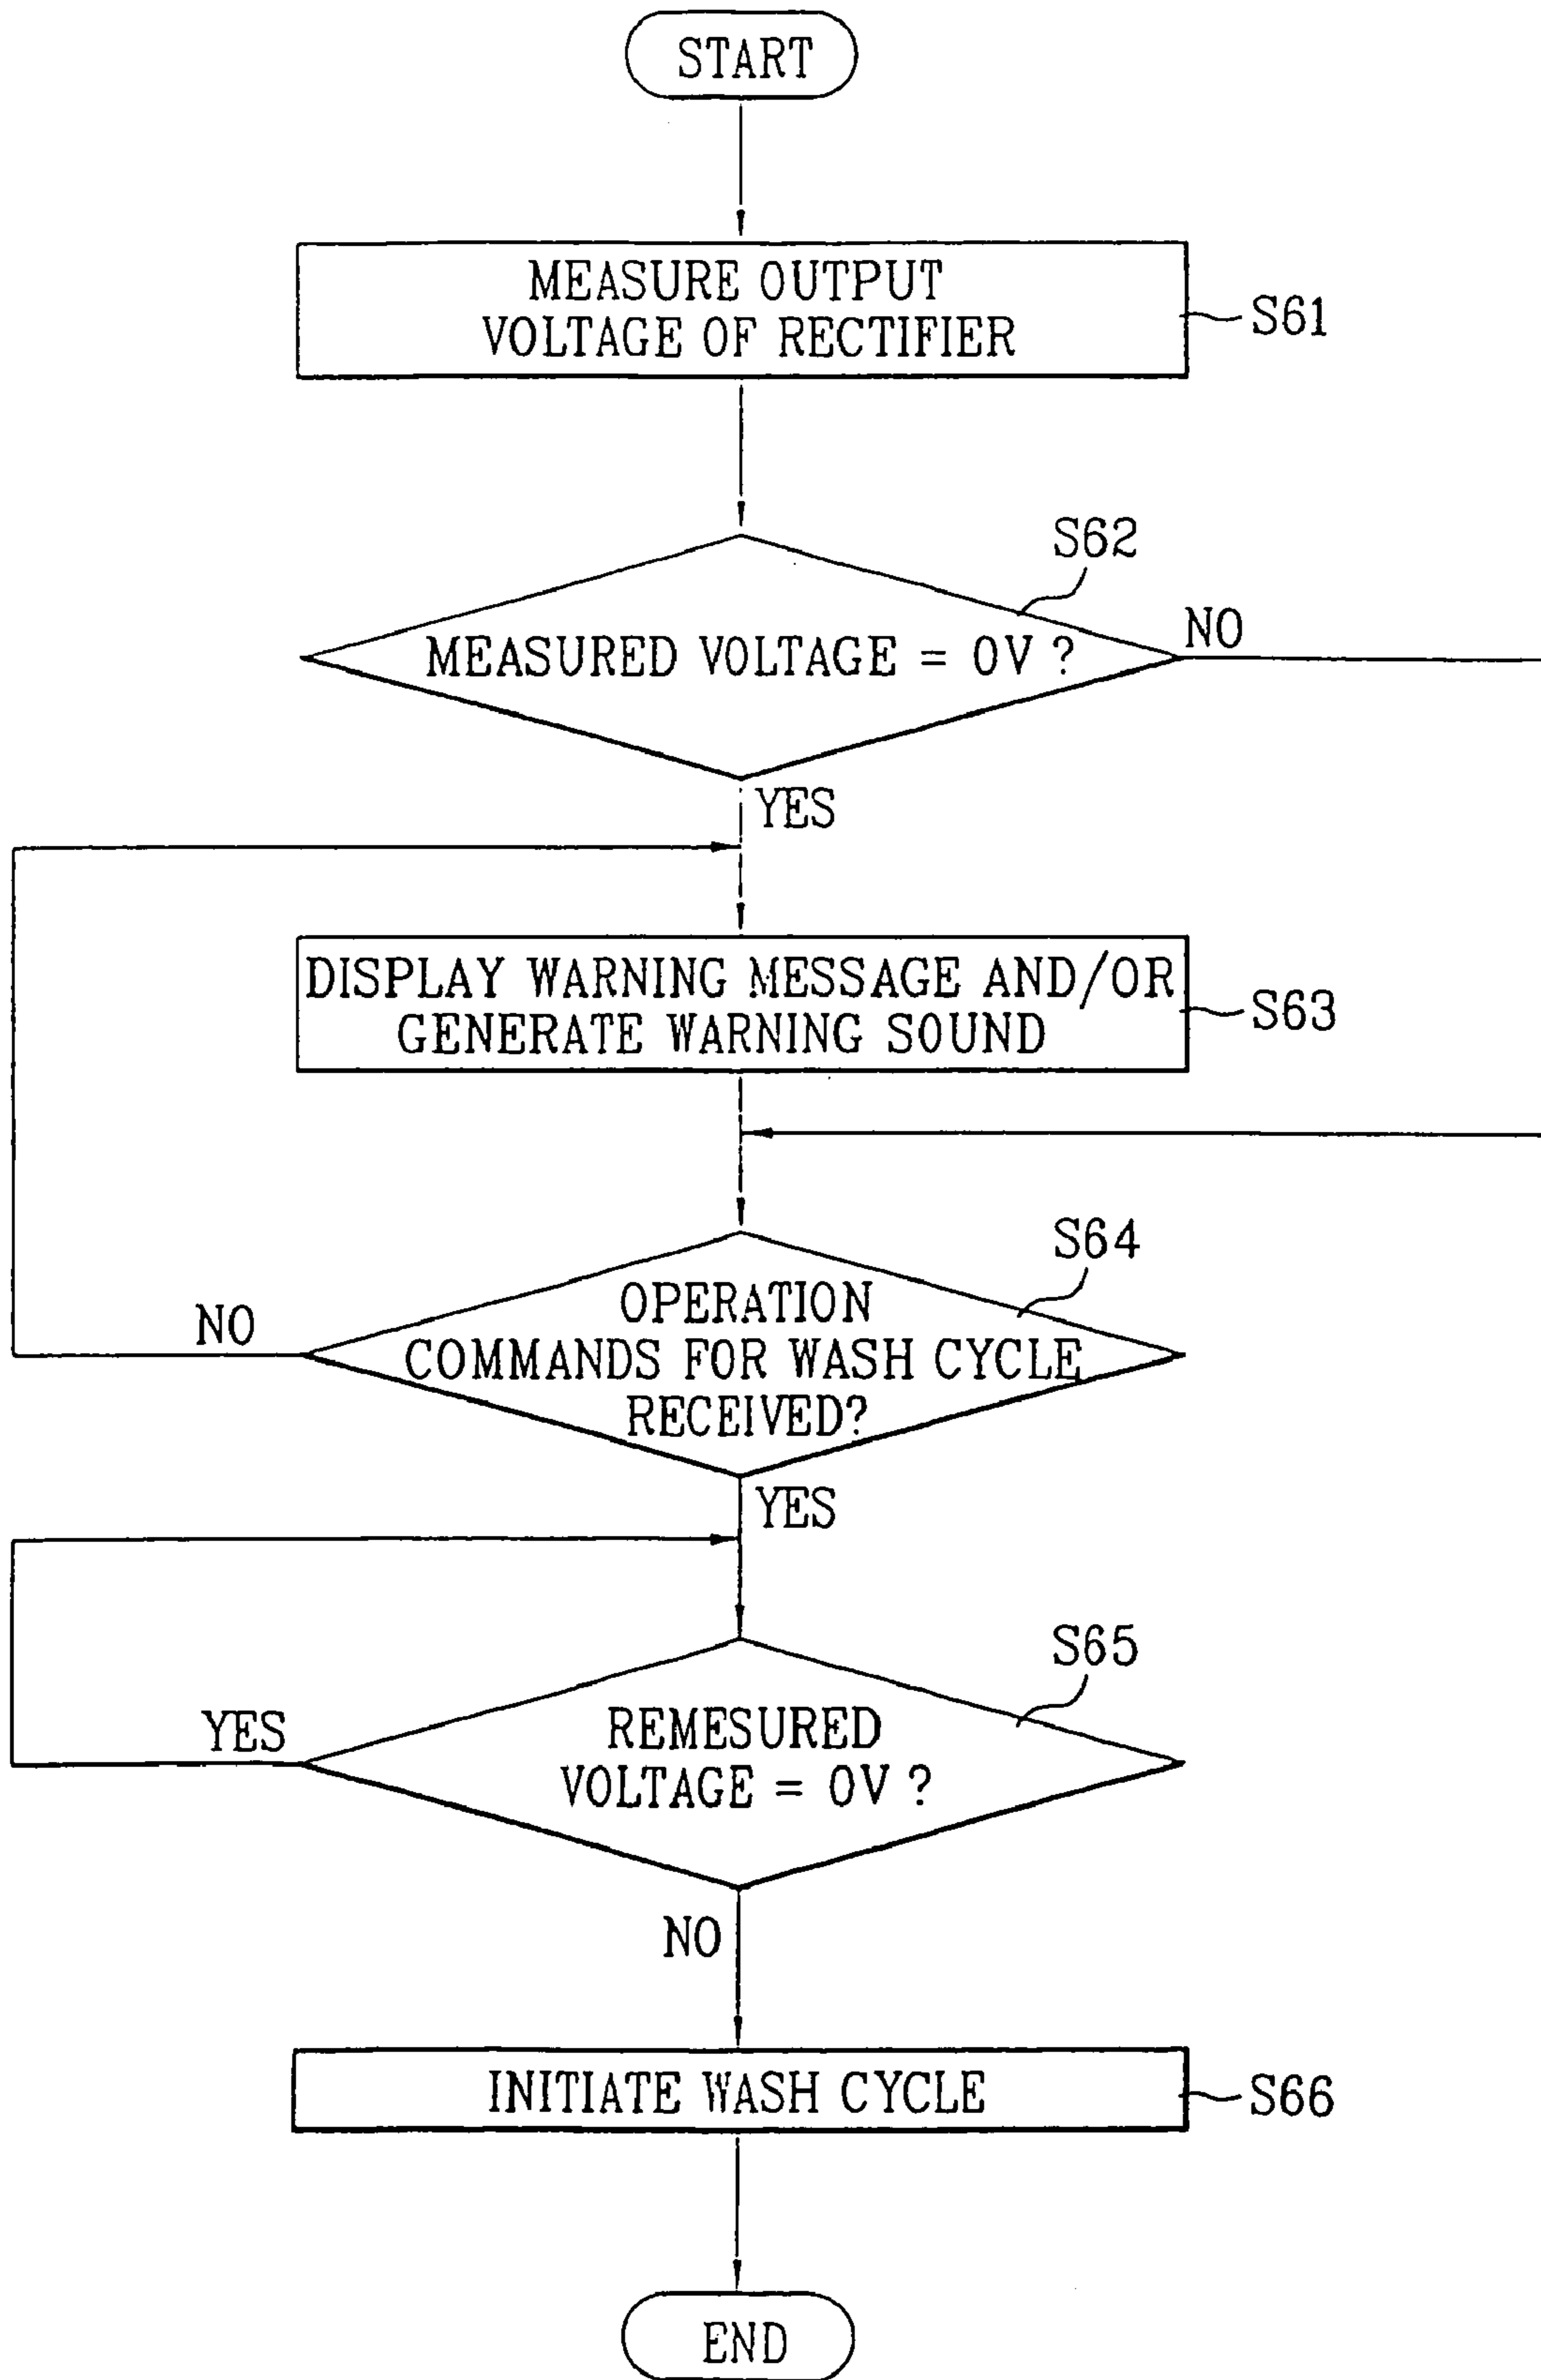 START
MEASURE OUTPUT
VOLTAGE OF RECTIFIER
S61
S62
MEASURED VOLTAGE = 0V ?
NO
YES
DISPLAY WARNING MESSAGE AND/OR
GENERATE WARNING SOUND
S63
S64
OPERATION
COMMANDS FOR WASH CYCLE
RECEIVED?
NO
YES
S65
REMESURED
VOLTAGE = 0V ?
YES
NO
INITIATE WASH CYCLE
S66
END